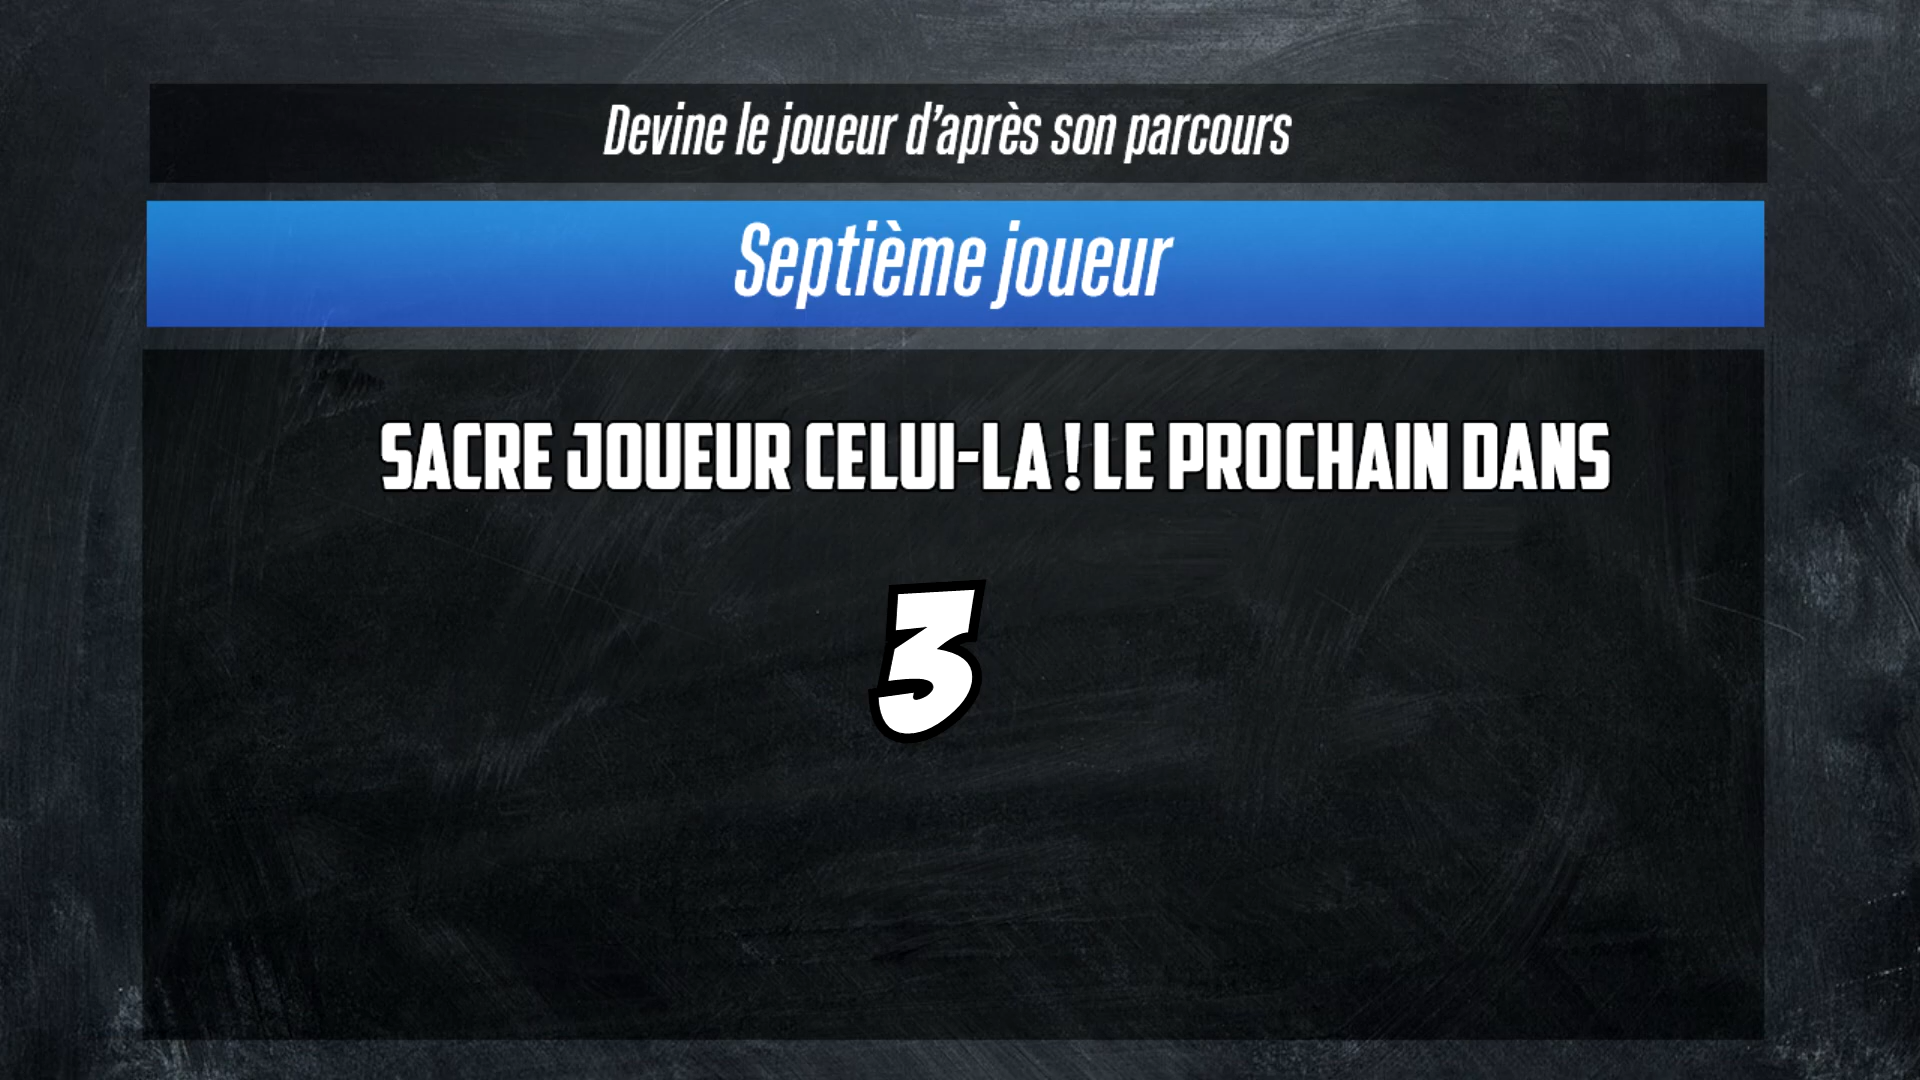 Devine le joueur d’après son parcours
Septième joueur
SACRE JOUEUR CELUI-LA ! LE PROCHAIN DANS
3